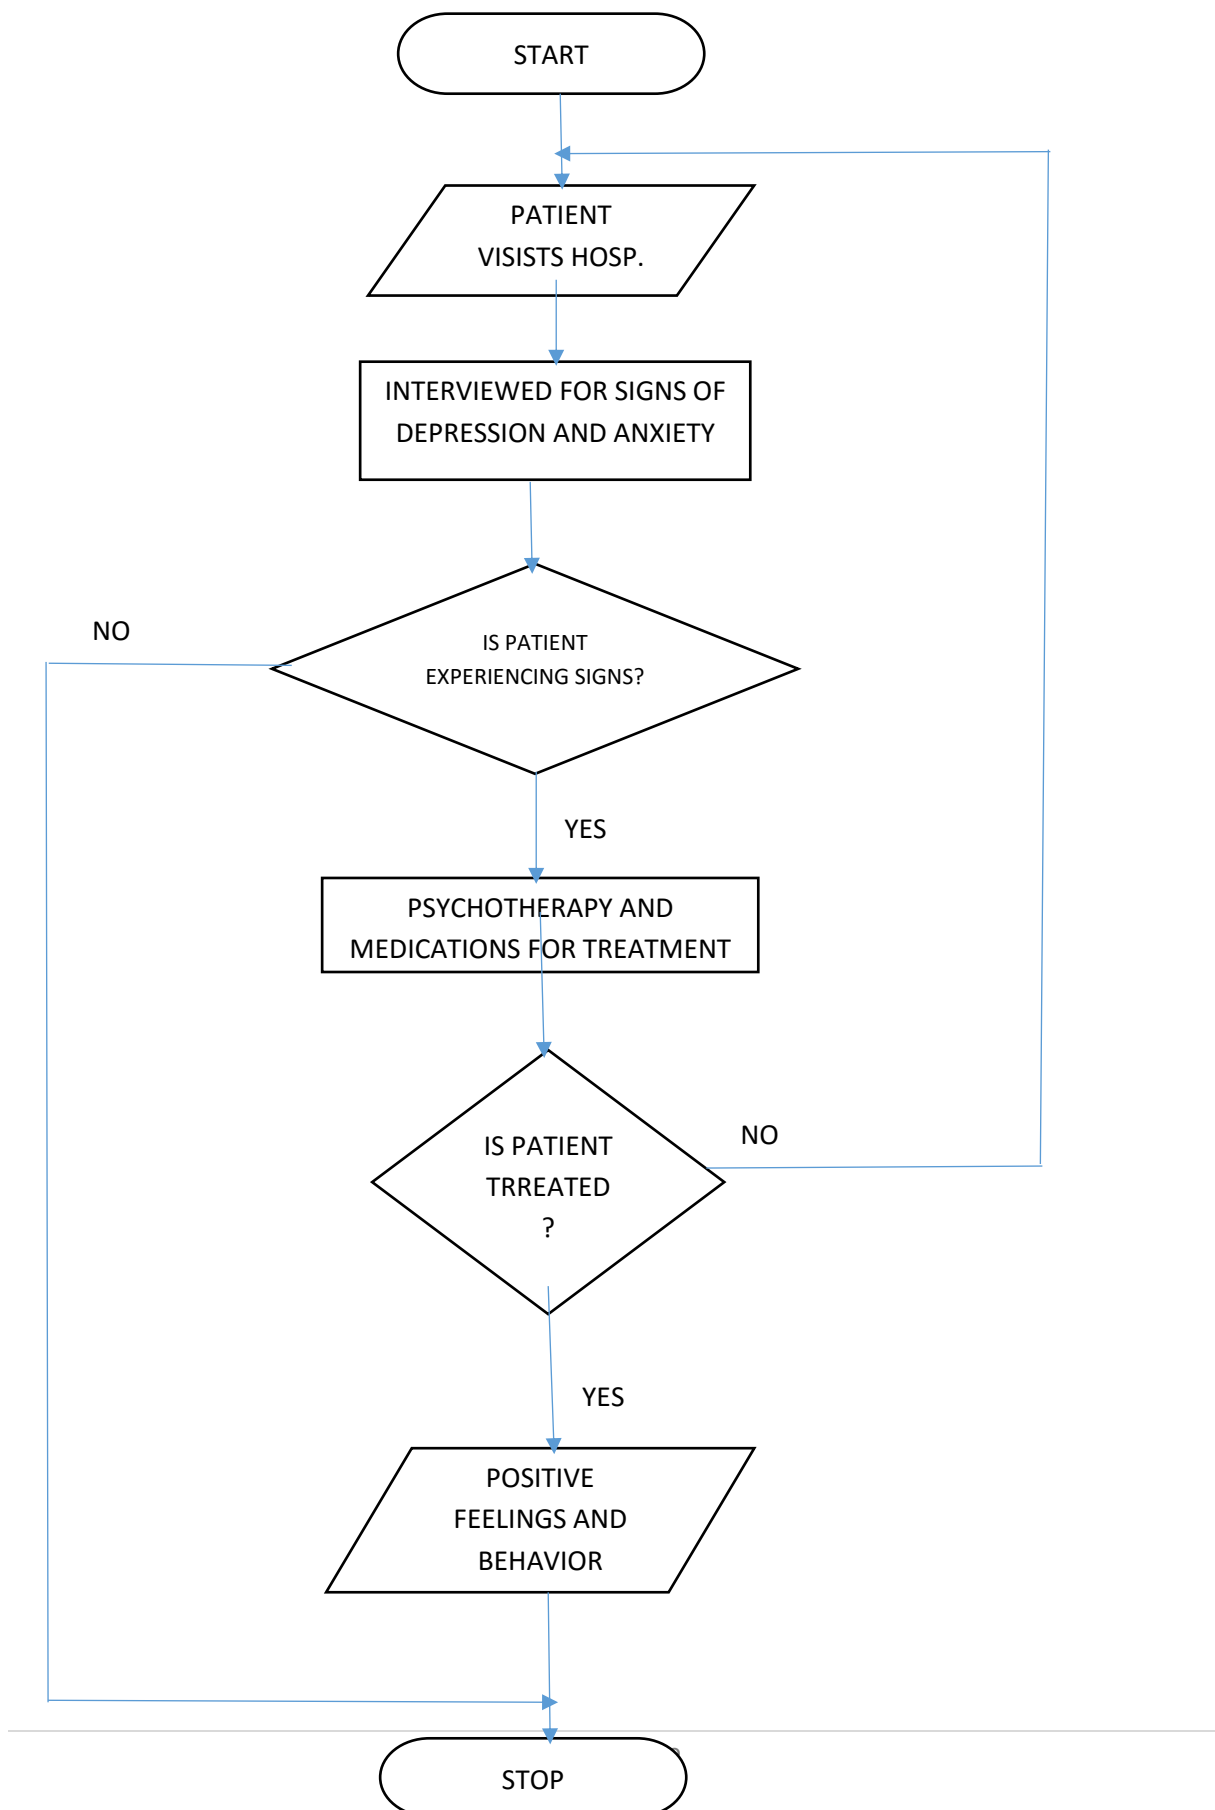 START
PATIENT
VISISTS HOSP.
INTERVIEWED FOR SIGNS OF
DEPRESSION AND ANXIETY
NO
IS PATIENT
EXPERIENCING SIGNS?
YES
PSYCHOTHERAPY AND
MEDICATIONS FOR TREATMENT
IS PATIENT
TRREATED
?
NO
YES
POSITIVE
FEELINGS AND
BEHAVIOR
STOP